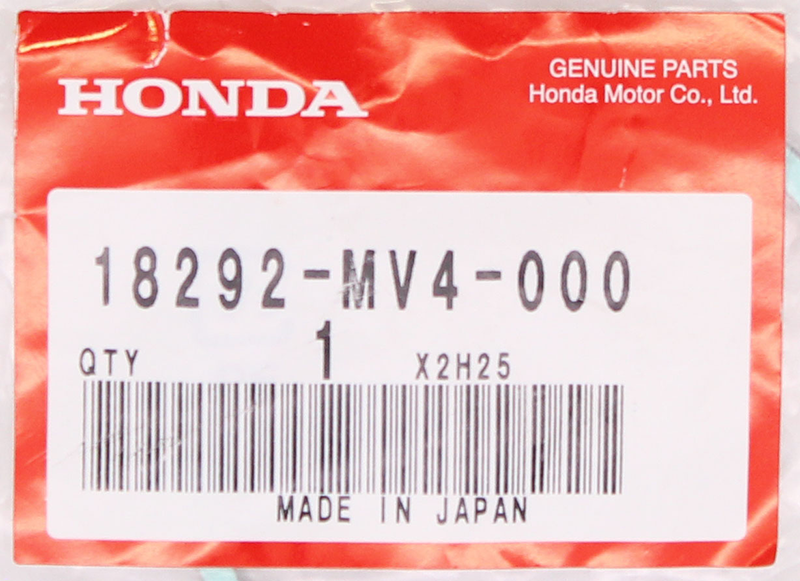 HONDA
GENUINE PARTS
Honda Motor Co., Ltd.
18292-MV4-000
QTY 1 X2H25
MADE IN JAPAN